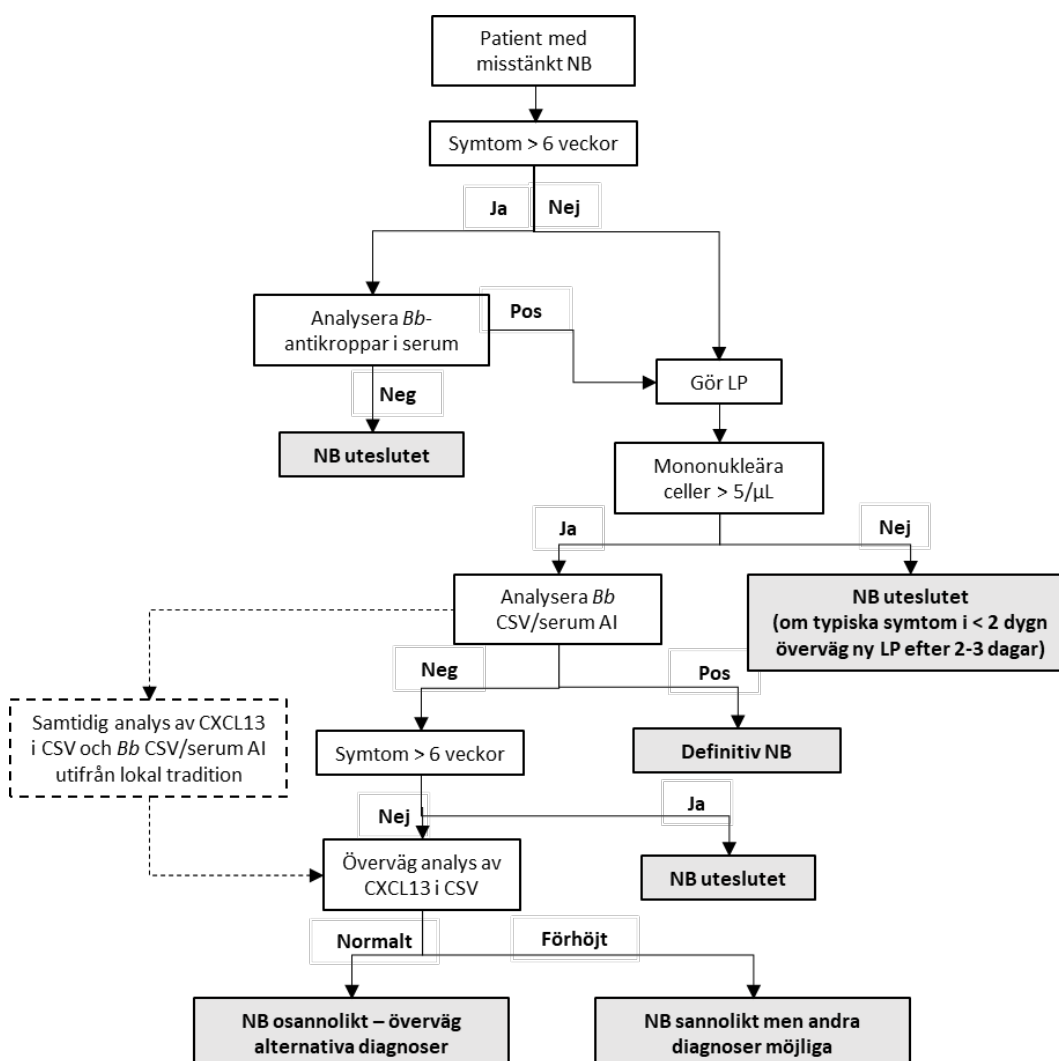 Patient med
misstänkt NB
Symtom > 6 veckor
Ja
Nej
Analysera Bb-
antikroppar i serum
Pos
Gör LP
Neg
NB uteslutet
Mononukleära
celler > 5/µL
Ja
Nej
Analysera Bb
CSV/serum AI
NB uteslutet
(om typiska symtom i < 2 dygn
överväg ny LP efter 2-3 dagar)
Neg
Pos
Samtidig analys av CXCL13
i CSV och Bb CSV/serum AI
utifrån lokal tradition
Symtom > 6 veckor
Definitiv NB
Nej
Ja
Överväg analys av
CXCL13 i CSV
NB uteslutet
Normalt
Förhöjt
NB osannolikt – överväg
alternativa diagnoser
NB sannolikt men andra
diagnoser möjliga